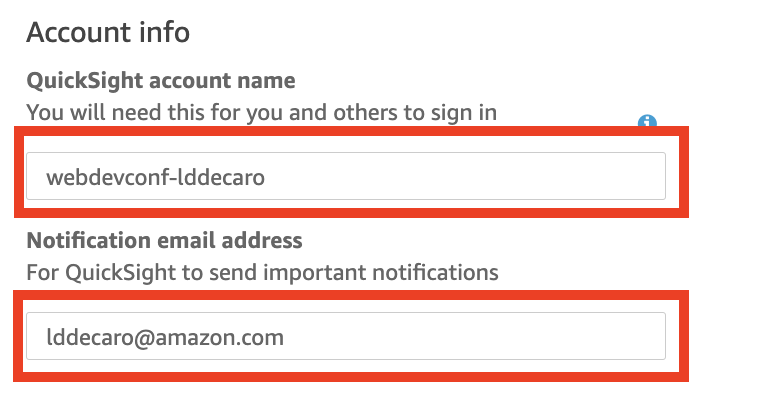 Account info
QuickSight account name
You will need this for you and others to sign in
webdevconf-lddecaro
Notification email address
For QuickSight to send important notifications
lddecaro@amazon.com